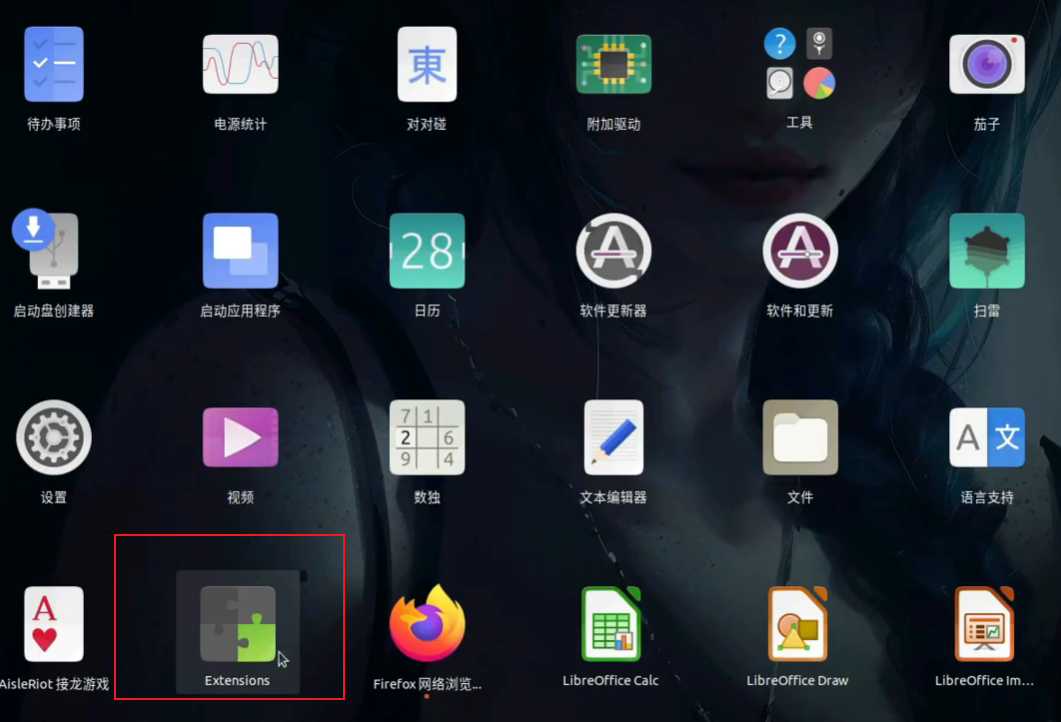 待办事项
电源统计
東
对对碰
附加驱动
?
工具
茄子
启动盘创建器
启动应用程序
28
日历
软件更新器
软件和更新
扫雷
设置
视频
7 1
2 6
9 4
数独
文本编辑器
文件
A 文
语言支持
A
AisleRiot 接龙游戏
Extensions
Firefox 网络浏览...
LibreOffice Calc
LibreOffice Draw
LibreOffice Im...